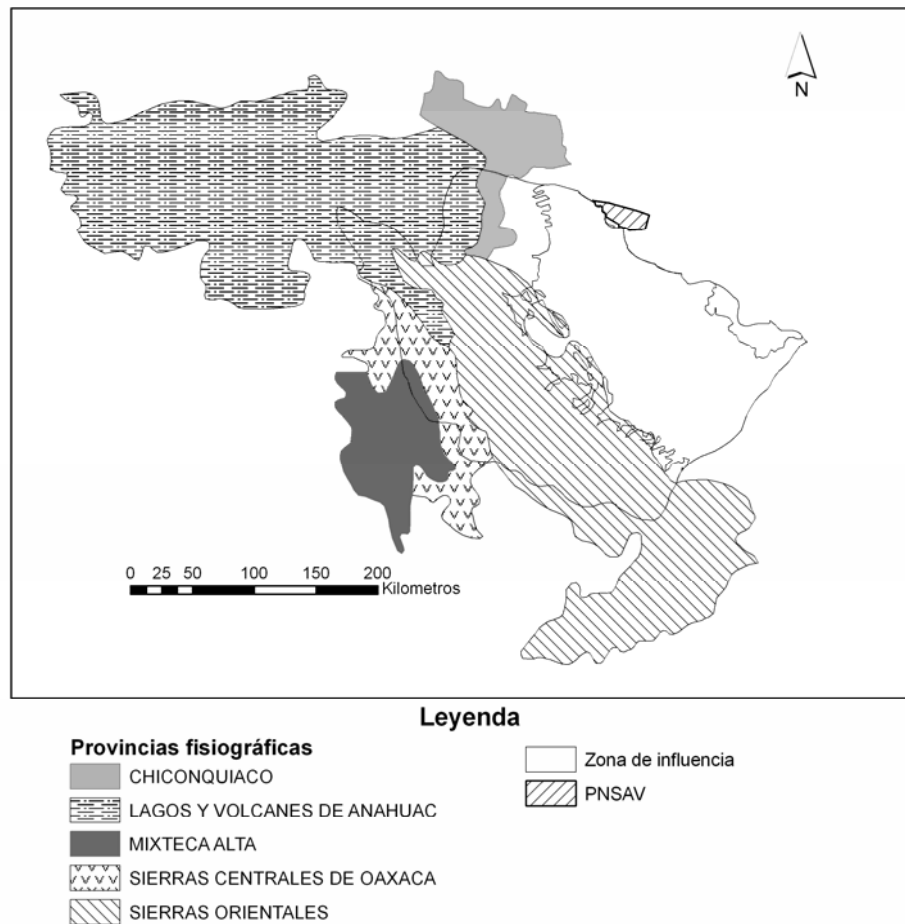 N
0 25 50 100 150 200
Kilometros
Leyenda
Provincias fisiográficas
CHICONQUIACO
LAGOS Y VOLCANES DE ANAHUAC
MIXTECA ALTA
SIERRAS CENTRALES DE OAXACA
SIERRAS ORIENTALES
Zona de influencia
PNSAV